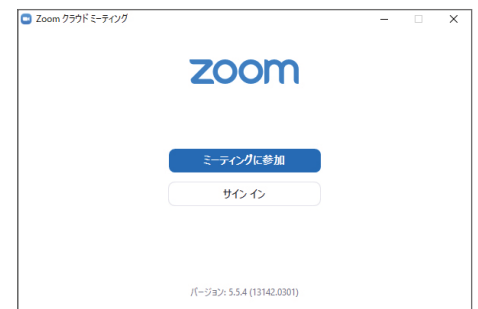 Zoom クラウド ミーティング
zoom
ミーティングに参加
サイン イン
バージョン: 5.5.4 (13142.0301)